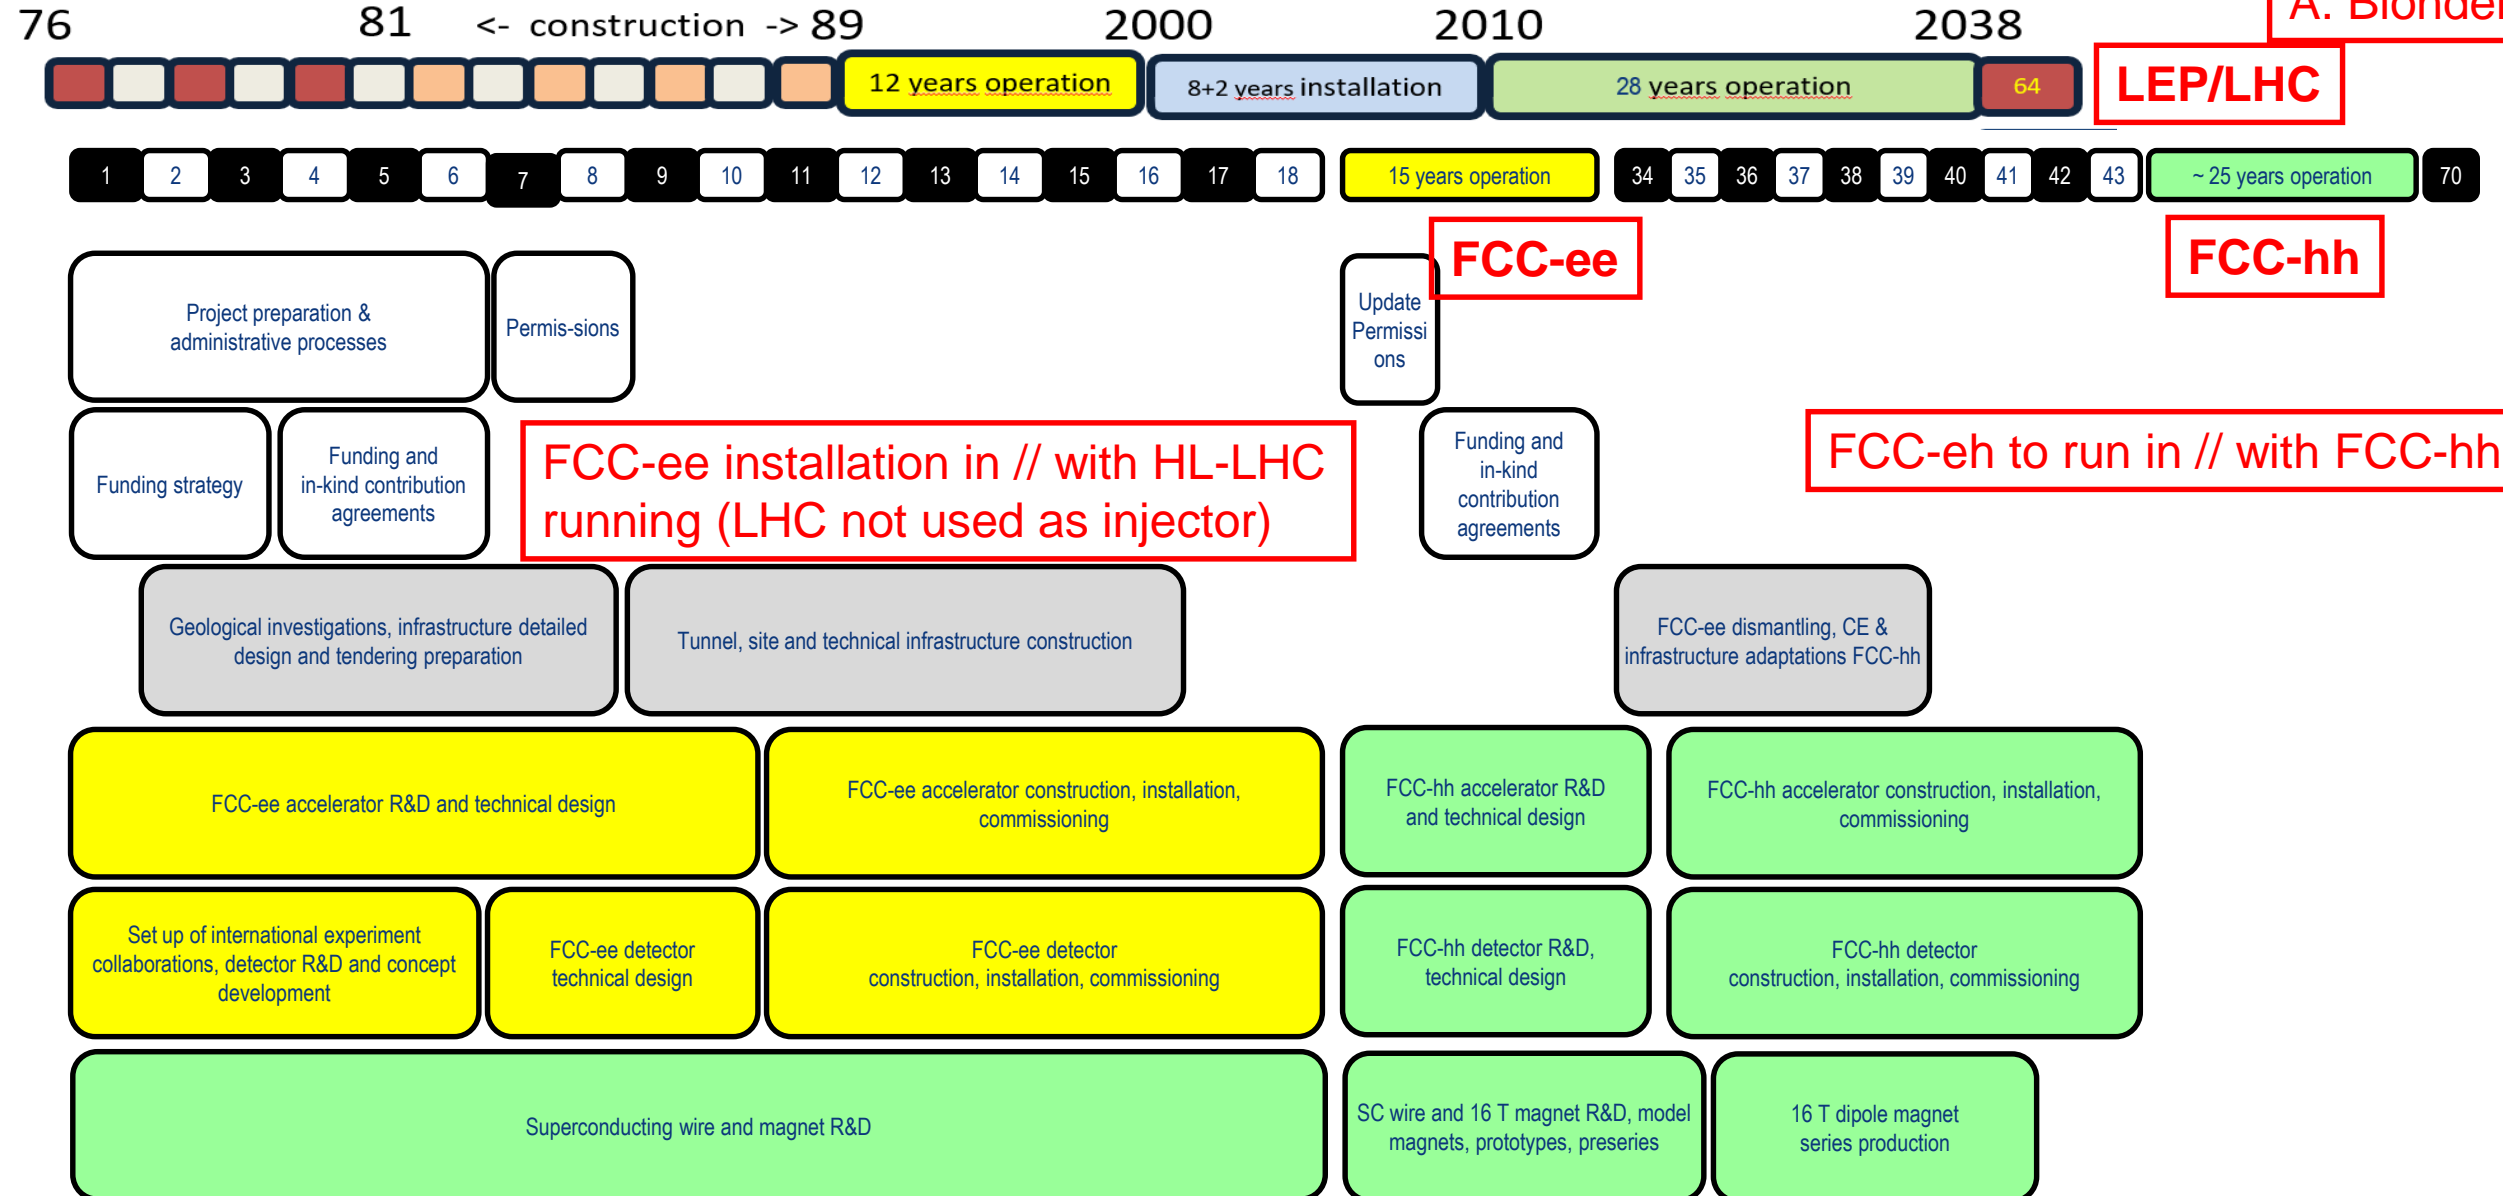 76 81 <- construction -> 89 2000 2010 2038
A. Blondel
12 years operation 8+2 years installation 28 years operation 64
LEP/LHC
1 2 3 4 5 6 7 8 9 10 11 12 13 14 15 16 17 18 15 years operation 34 35 36 37 38 39 40 41 42 43 ~ 25 years operation 70
FCC-ee
FCC-hh
Project preparation &
administrative processes
Permis-sions
Update
Permissi
ons
Funding strategy
Funding and
in-kind contribution
agreements
FCC-ee installation in // with HL-LHC
running (LHC not used as injector)
Funding and
in-kind
contribution
agreements
FCC-eh to run in // with FCC-hh
Geological investigations, infrastructure detailed
design and tendering preparation
Tunnel, site and technical infrastructure construction
FCC-ee dismantling, CE &
infrastructure adaptations FCC-hh
FCC-ee accelerator R&D and technical design
FCC-ee accelerator construction, installation,
commissioning
FCC-hh accelerator R&D
and technical design
FCC-hh accelerator construction, installation,
commissioning
Set up of international experiment
collaborations, detector R&D and concept
development
FCC-ee detector
technical design
FCC-ee detector
construction, installation, commissioning
FCC-hh detector R&D,
technical design
FCC-hh detector
construction, installation, commissioning
Superconducting wire and magnet R&D
SC wire and 16 T magnet R&D, model
magnets, prototypes, preseries
16 T dipole magnet
series production